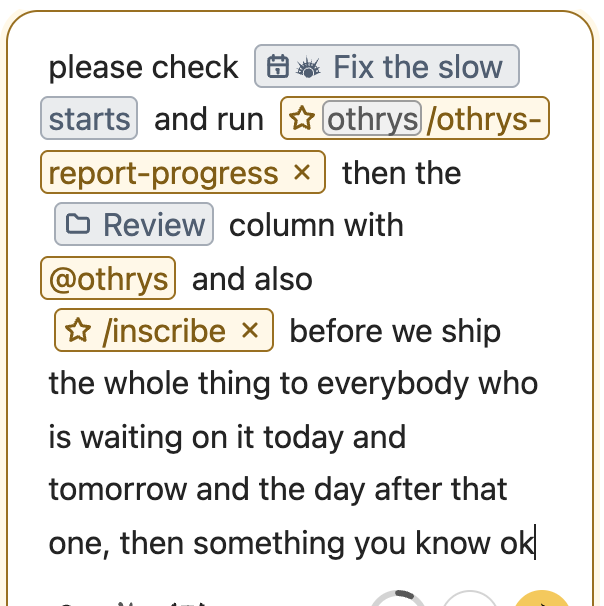 please check Fix the slow
starts and run othrys /othrys-
report-progress × then the
Review column with
@othrys and also
/inscribe × before we ship
the whole thing to everybody who
is waiting on it today and
tomorrow and the day after that
one, then something you know ok